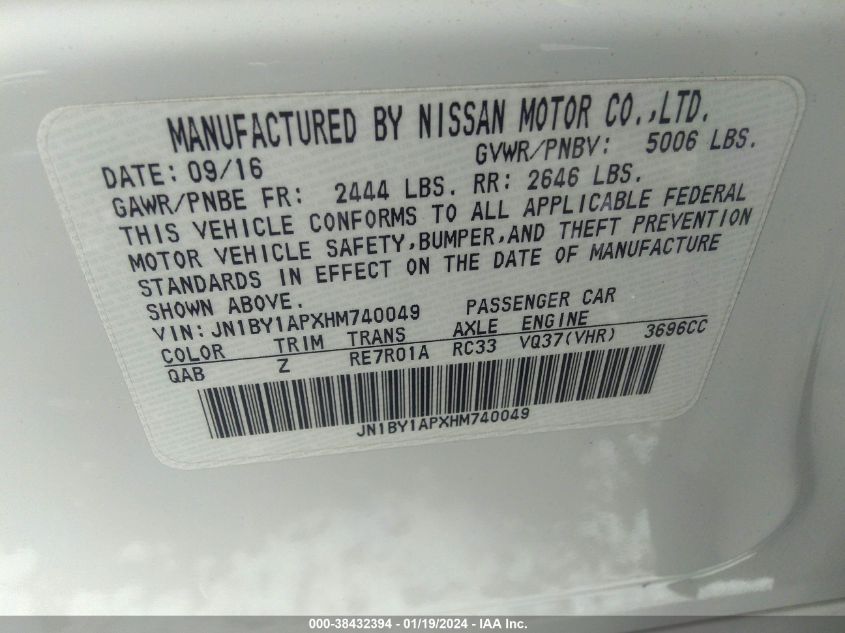 MANUFACTURED BY NISSAN MOTOR CO.,LTD.
DATE: 09/16 GVWR/PNBV: 5006 LBS.
GAWR/PNBE FR: 2444 LBS. RR: 2646 LBS.
THIS VEHICLE CONFORMS TO ALL APPLICABLE FEDERAL
MOTOR VEHICLE SAFETY,BUMPER,AND THEFT PREVENTION
STANDARDS IN EFFECT ON THE DATE OF MANUFACTURE
SHOWN ABOVE.
VIN: JN1BY1APXHM740049 PASSENGER CAR
COLOR TRIM TRANS AXLE ENGINE
QAB Z RE7R01A RC33 VQ37(VHR) 3696CC
JN1BY1APXHM740049
000-38432394 - 01/19/2024 - IAA Inc.